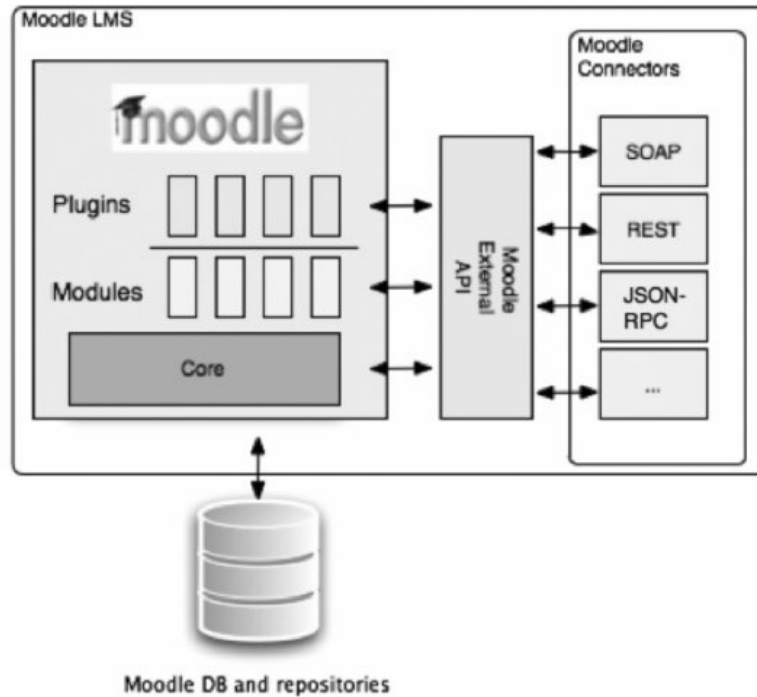 Moodle LMS
moodle
Plugins
Modules
Core
Moodle
External
API
Moodle
Connectors
SOAP
REST
JSON-
RPC
...
Moodle DB and repositories